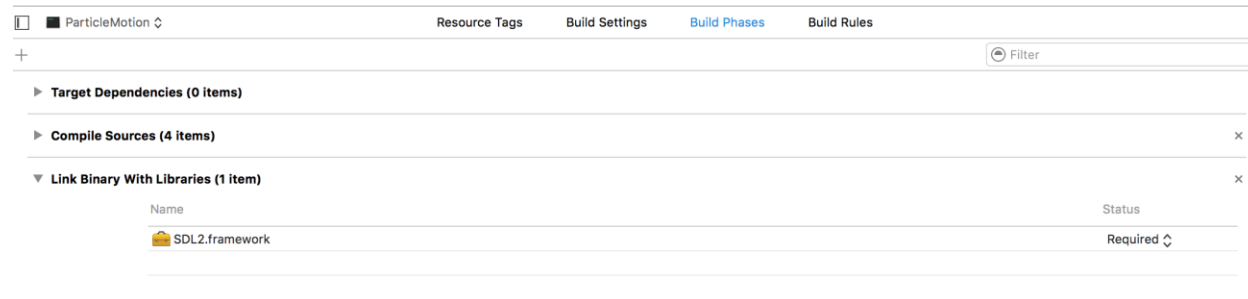 ParticleMotion Resource Tags Build Settings Build Phases Build Rules
Filter
Target Dependencies (0 items)
Compile Sources (4 items)
Link Binary With Libraries (1 item)
Name Status
SDL2.framework Required